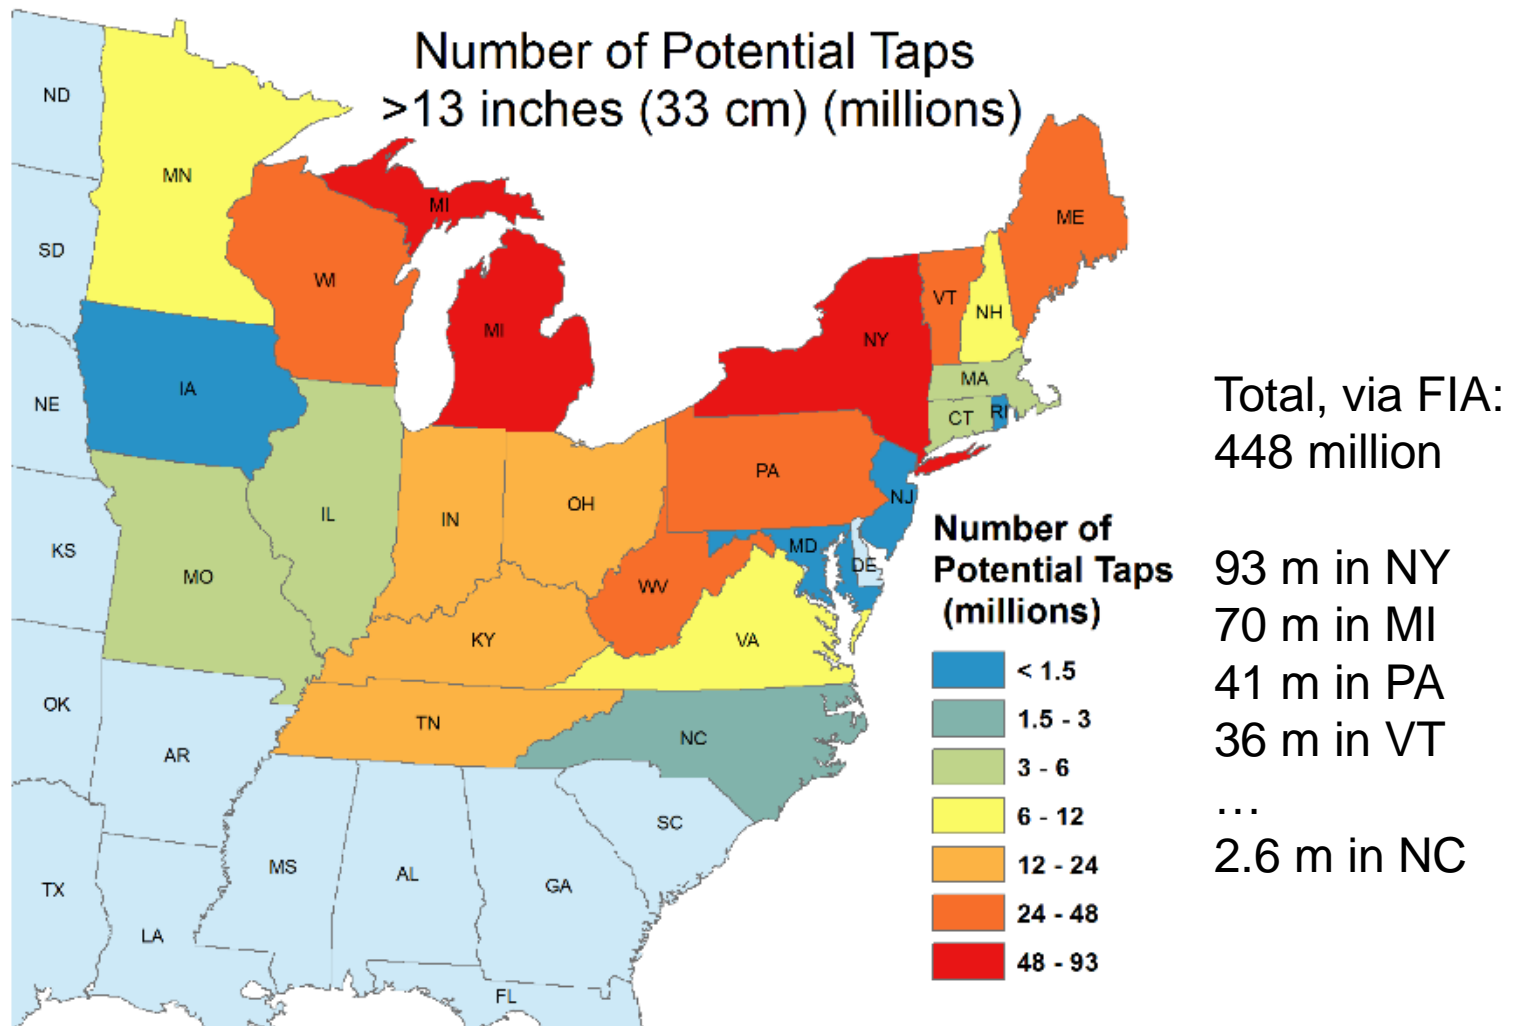 Number of Potential Taps
>13 inches (33 cm) (millions)
ND
MN
SD
WI
MI
MI
ME
VT
NH
NY
MA
CT
RI
IA
NE
PA
NJ
IL
IN
OH
MD
DE
KS
MO
WV
KY
VA
OK
TN
NC
AR
SC
MS
AL
GA
TX
LA
FL
Number of
Potential Taps
(millions)
< 1.5
1.5 - 3
3 - 6
6 - 12
12 - 24
24 - 48
48 - 93
Total, via FIA:
448 million
93 m in NY
70 m in MI
41 m in PA
36 m in VT
…
2.6 m in NC